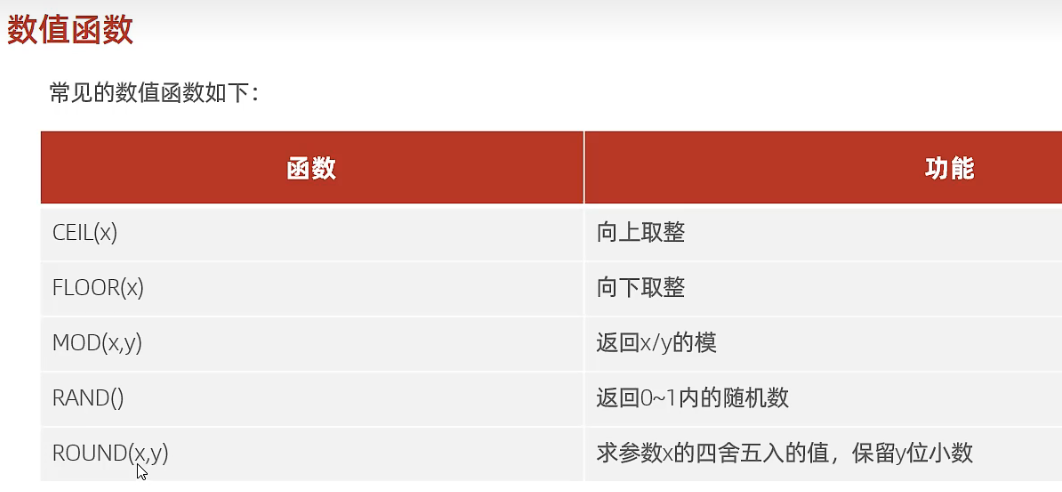 数值函数
常见的数值函数如下：
函数 功能
CEIL(x) 向上取整
FLOOR(x) 向下取整
MOD(x,y) 返回x/y的模
RAND() 返回0~1内的随机数
ROUND(x,y) 求参数x的四舍五入的值，保留y位小数